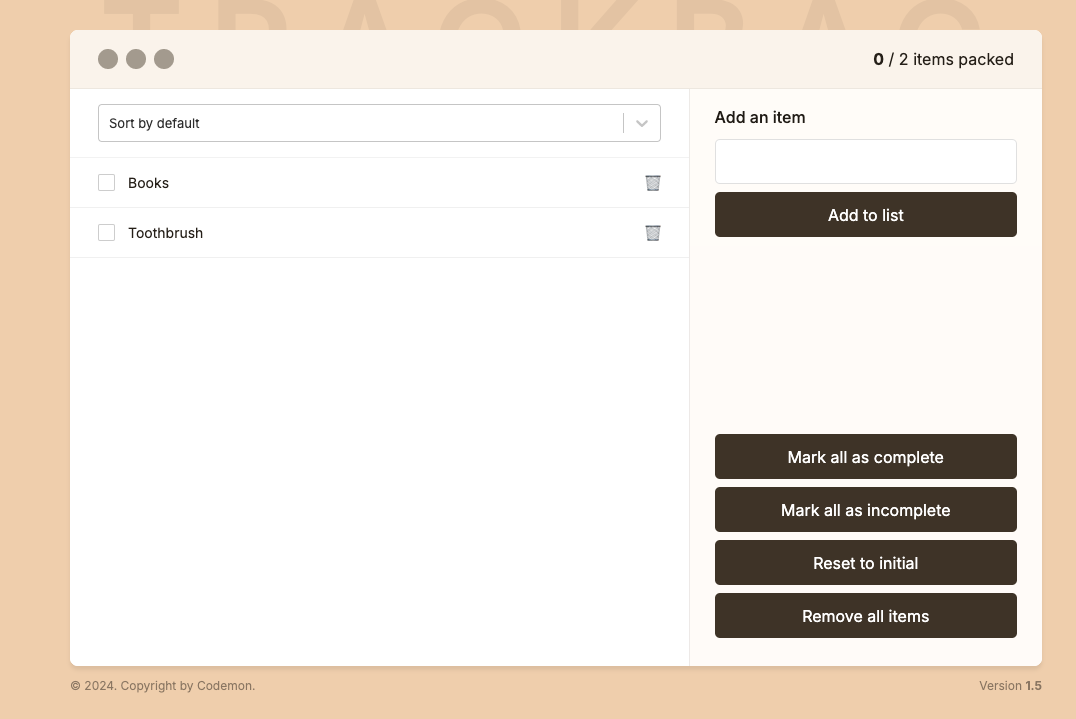 TRACKBAG
0 / 2 items packed
Sort by default
Books
Toothbrush
Add an item
Add to list
Mark all as complete
Mark all as incomplete
Reset to initial
Remove all items
© 2024. Copyright by Codemon.
Version 1.5